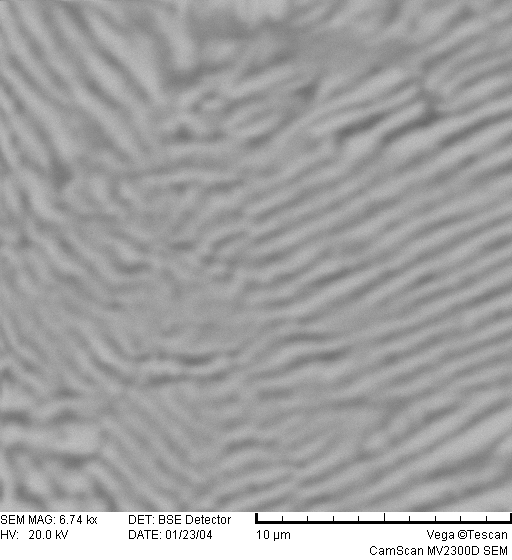 SEM MAG: 6.74 kx DET: BSE Detector
HV: 20.0 kV DATE: 01/23/04 10 µm Vega ©Tescan
CamScan MV2300D SEM